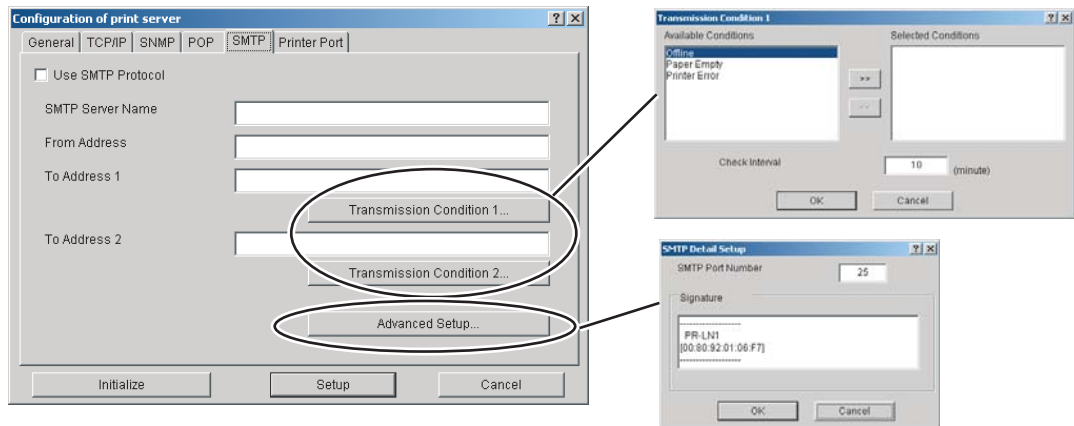 Configuration of print server
General TCP/IP SNMP POP SMTP Printer Port
Use SMTP Protocol
SMTP Server Name
From Address
To Address 1
Transmission Condition 1...
To Address 2
Transmission Condition 2...
Advanced Setup...
Initialize Setup Cancel
Transmission Condition 1
Available Conditions Selected Conditions
Offline
Paper Empty
Printer Error
>>
<<
Check Interval 10 (minute)
OK Cancel
SMTP Detail Setup
SMTP Port Number 25
Signature
--------------------
PR-LN1
[00:80:92:01:06:F7]
--------------------
OK Cancel